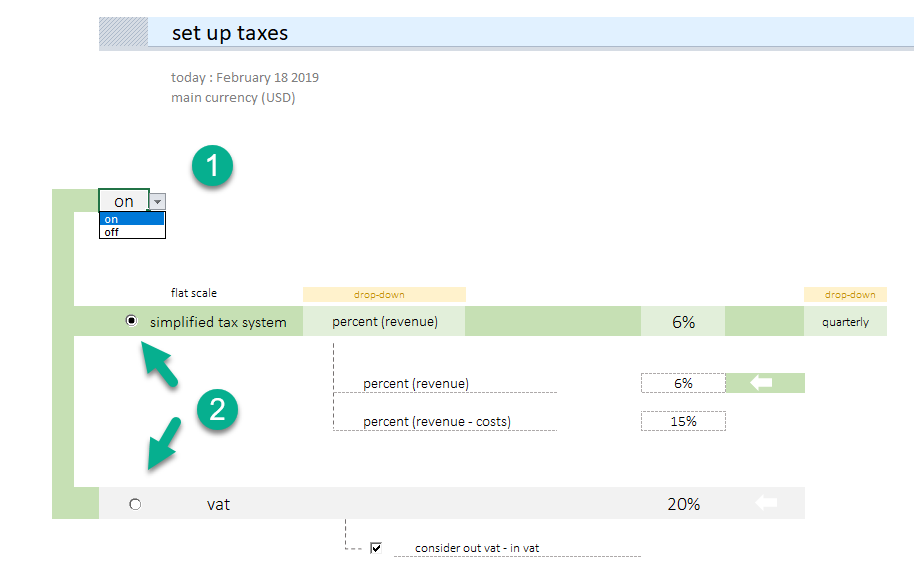 set up taxes
today : February 18 2019
main currency (USD)
1
on
on
off
flat scale drop-down drop-down
simplified tax system percent (revenue) 6% quarterly
percent (revenue) 6%
2
percent (revenue - costs) 15%
vat 20%
consider out vat - in vat